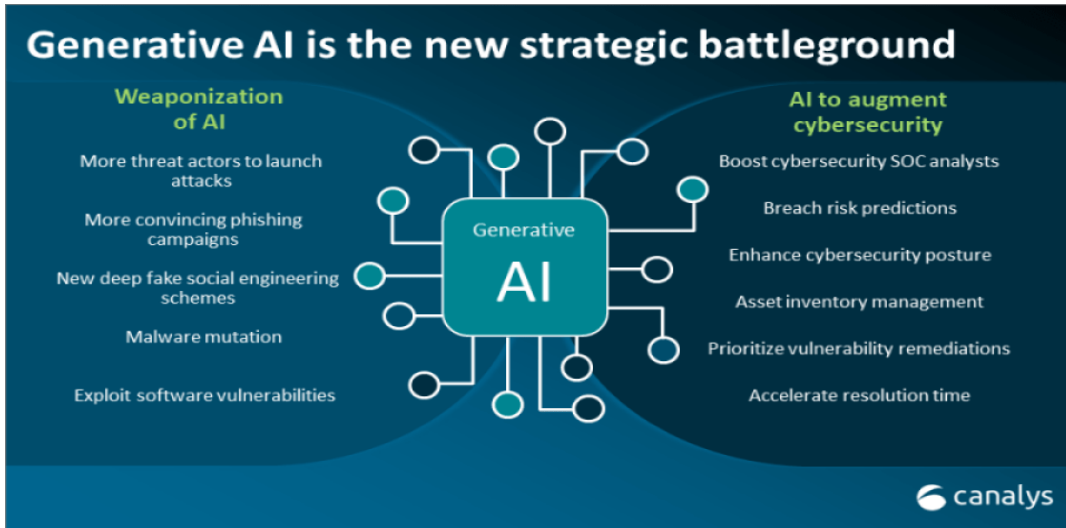 Generative AI is the new strategic battleground
Weaponization
of AI
More threat actors to launch
attacks
More convincing phishing
campaigns
New deep fake social engineering
schemes
Malware mutation
Exploit software vulnerabilities
Generative
AI
AI to augment
cybersecurity
Boost cybersecurity SOC analysts
Breach risk predictions
Enhance cybersecurity posture
Asset inventory management
Prioritize vulnerability remediations
Accelerate resolution time
canalys